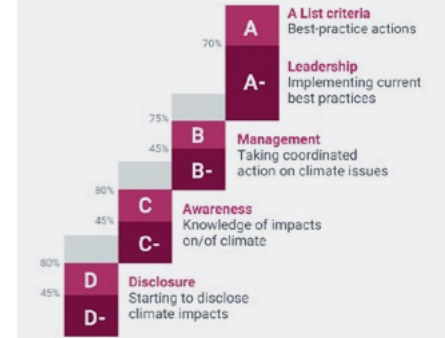 A
A List criteria
Best-practice actions
70%
A-
Leadership
Implementing current
best practices
75%
B
45%
B-
Management
Taking coordinated
action on climate issues
80%
C
45%
C-
Awareness
Knowledge of impacts
on/of climate
80%
D
45%
D-
Disclosure
Starting to disclose
climate impacts